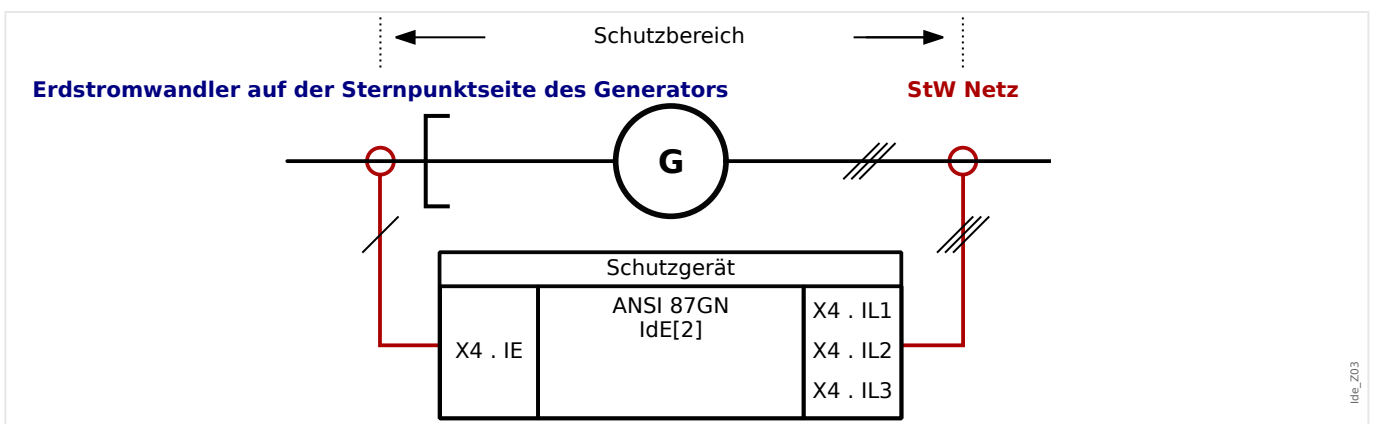 Schutzbereich
Erdstromwandler auf der Sternpunktseite des Generators
StW Netz
G
Schutzgerät
X4 . IE
ANSI 87GN
IdE[2]
X4 . IL1
X4 . IL2
X4 . IL3
Ide_Z03